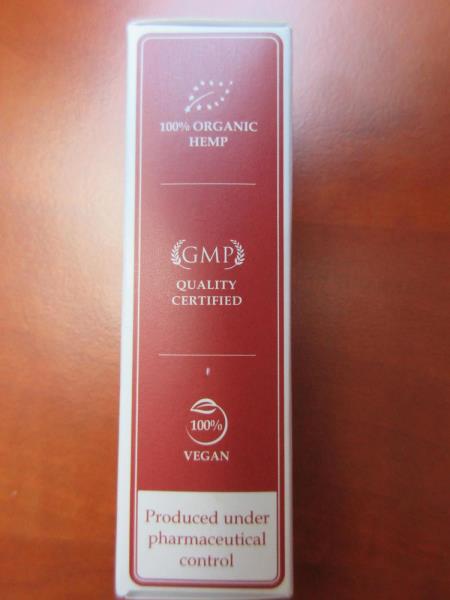 100% ORGANIC
HEMP
GMP
QUALITY
CERTIFIED
100%
VEGAN
Produced under
pharmaceutical
control